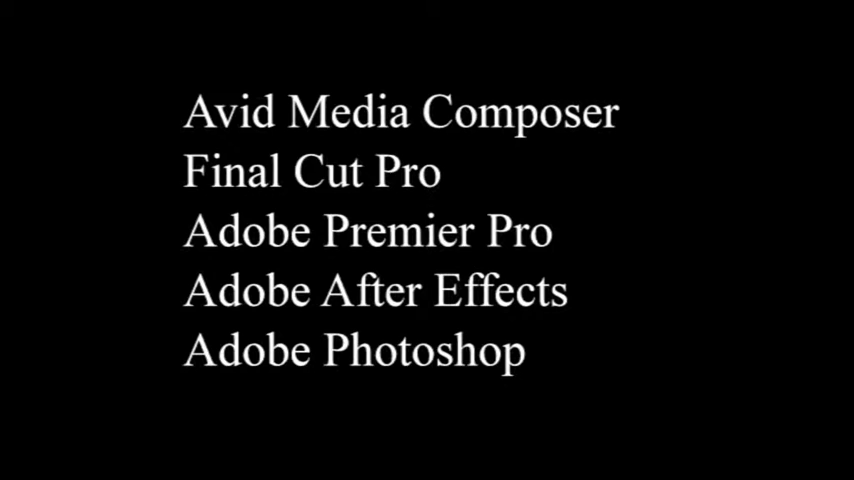 Avid Media Composer
Final Cut Pro
Adobe Premier Pro
Adobe After Effects
Adobe Photoshop